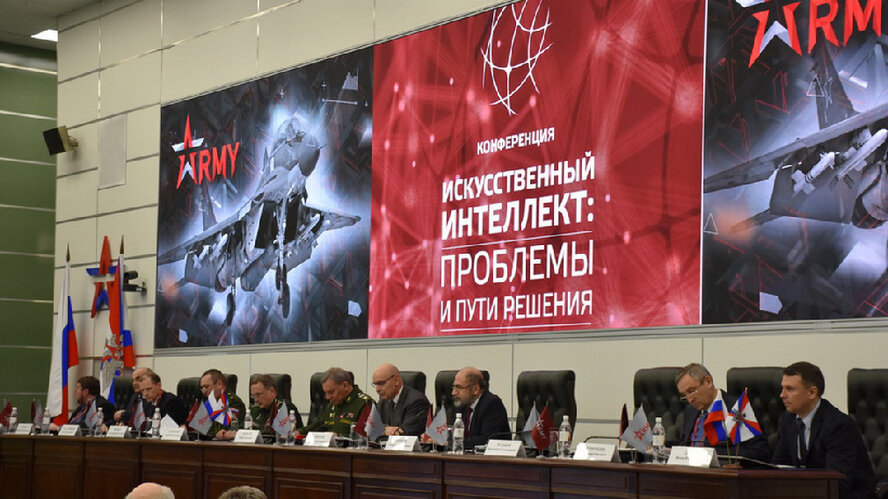 ARMY
КОНФЕРЕНЦИЯ
ИСКУССТВЕННЫЙ
ИНТЕЛЛЕКТ:
ПРОБЛЕМЫ
И ПУТИ РЕШЕНИЯ
ARMY